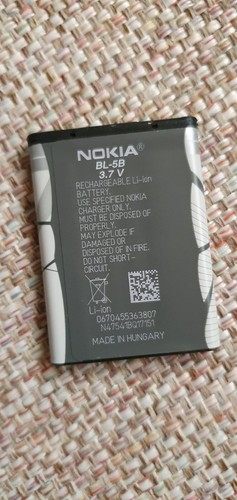 NOKIA®
BL-5B
3.7 V
RECHARGEABLE Li-ion
BATTERY.
USE SPECIFIED NOKIA
CHARGER ONLY.
MUST BE DISPOSED OF
PROPERLY.
MAY EXPLODE IF
DAMAGED OR
DISPOSED OF IN FIRE.
DO NOT SHORT-
CIRCUIT.
Li-ion
0670455363807
N47541BQ17151
MADE IN HUNGARY